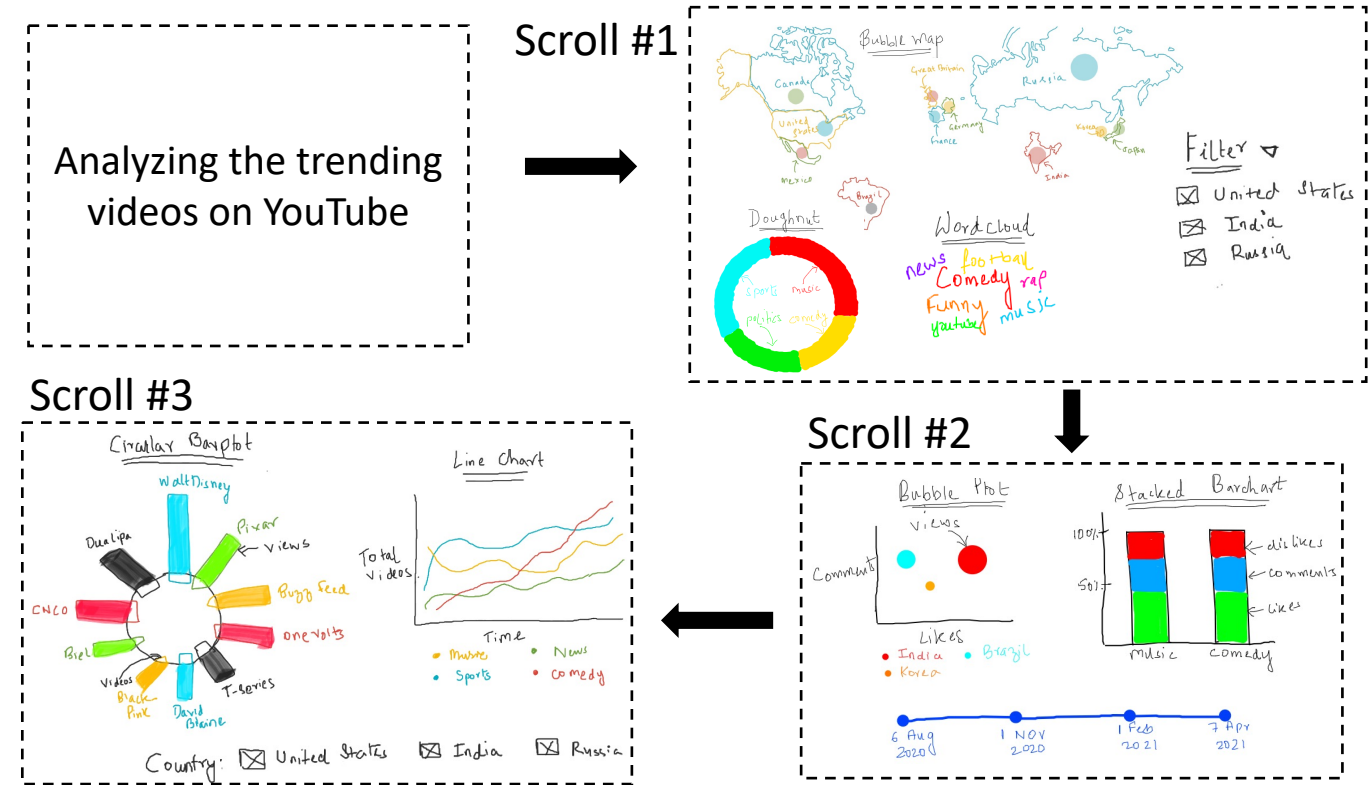 Analyzing the trending
videos on YouTube
Scroll #1
Bubble map
Canada
United
States
Mexico
Great Britain
France
Germany
Russia
Korea
Japan
India
Brazil
Filter
United States
India
Russia
Doughnut
sports
music
politics
comedy
Wordcloud
news football
Comedy rap
Funny
youtube music
Scroll #2
Bubble Plot
views
Comment
Likes
India
Brazil
Korea
Stacked Barchart
100%
50%
dislikes
comments
likes
music
comedy
6 Aug
2020
1 Nov
2020
1 Feb
2021
7 Apr
2021
Scroll #3
Circular Barplot
Walt Disney
Pixar
views
Buzz Feed
One volts
T-series
David
Blaine
Black
Pink
Videos
Biel
CNCO
Dualipa
Line Chart
Total
Videos
Time
Music
News
Sports
comedy
Country: United States India Russia